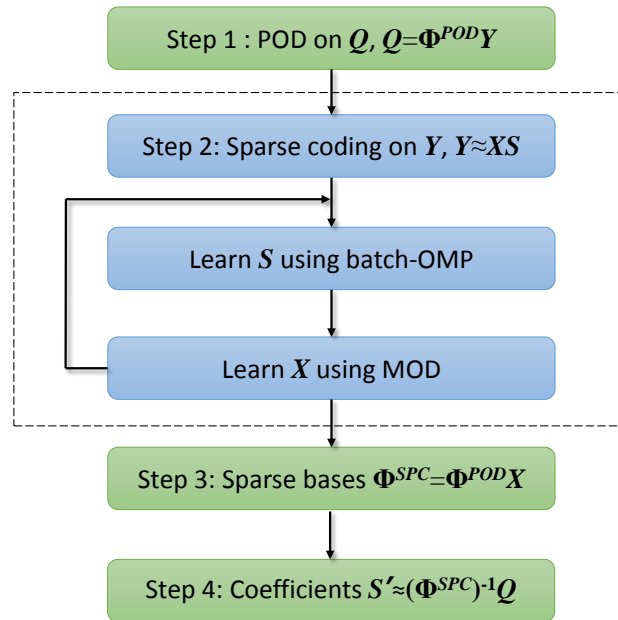 Step 1 : POD on Q, Q=Φ^{POD}Y
Step 2: Sparse coding on Y, Y≈XS
Learn S using batch-OMP
Learn X using MOD
Step 3: Sparse bases Φ^{SPC}=Φ^{POD}X
Step 4: Coefficients S′≈(Φ^{SPC})^{-1}Q